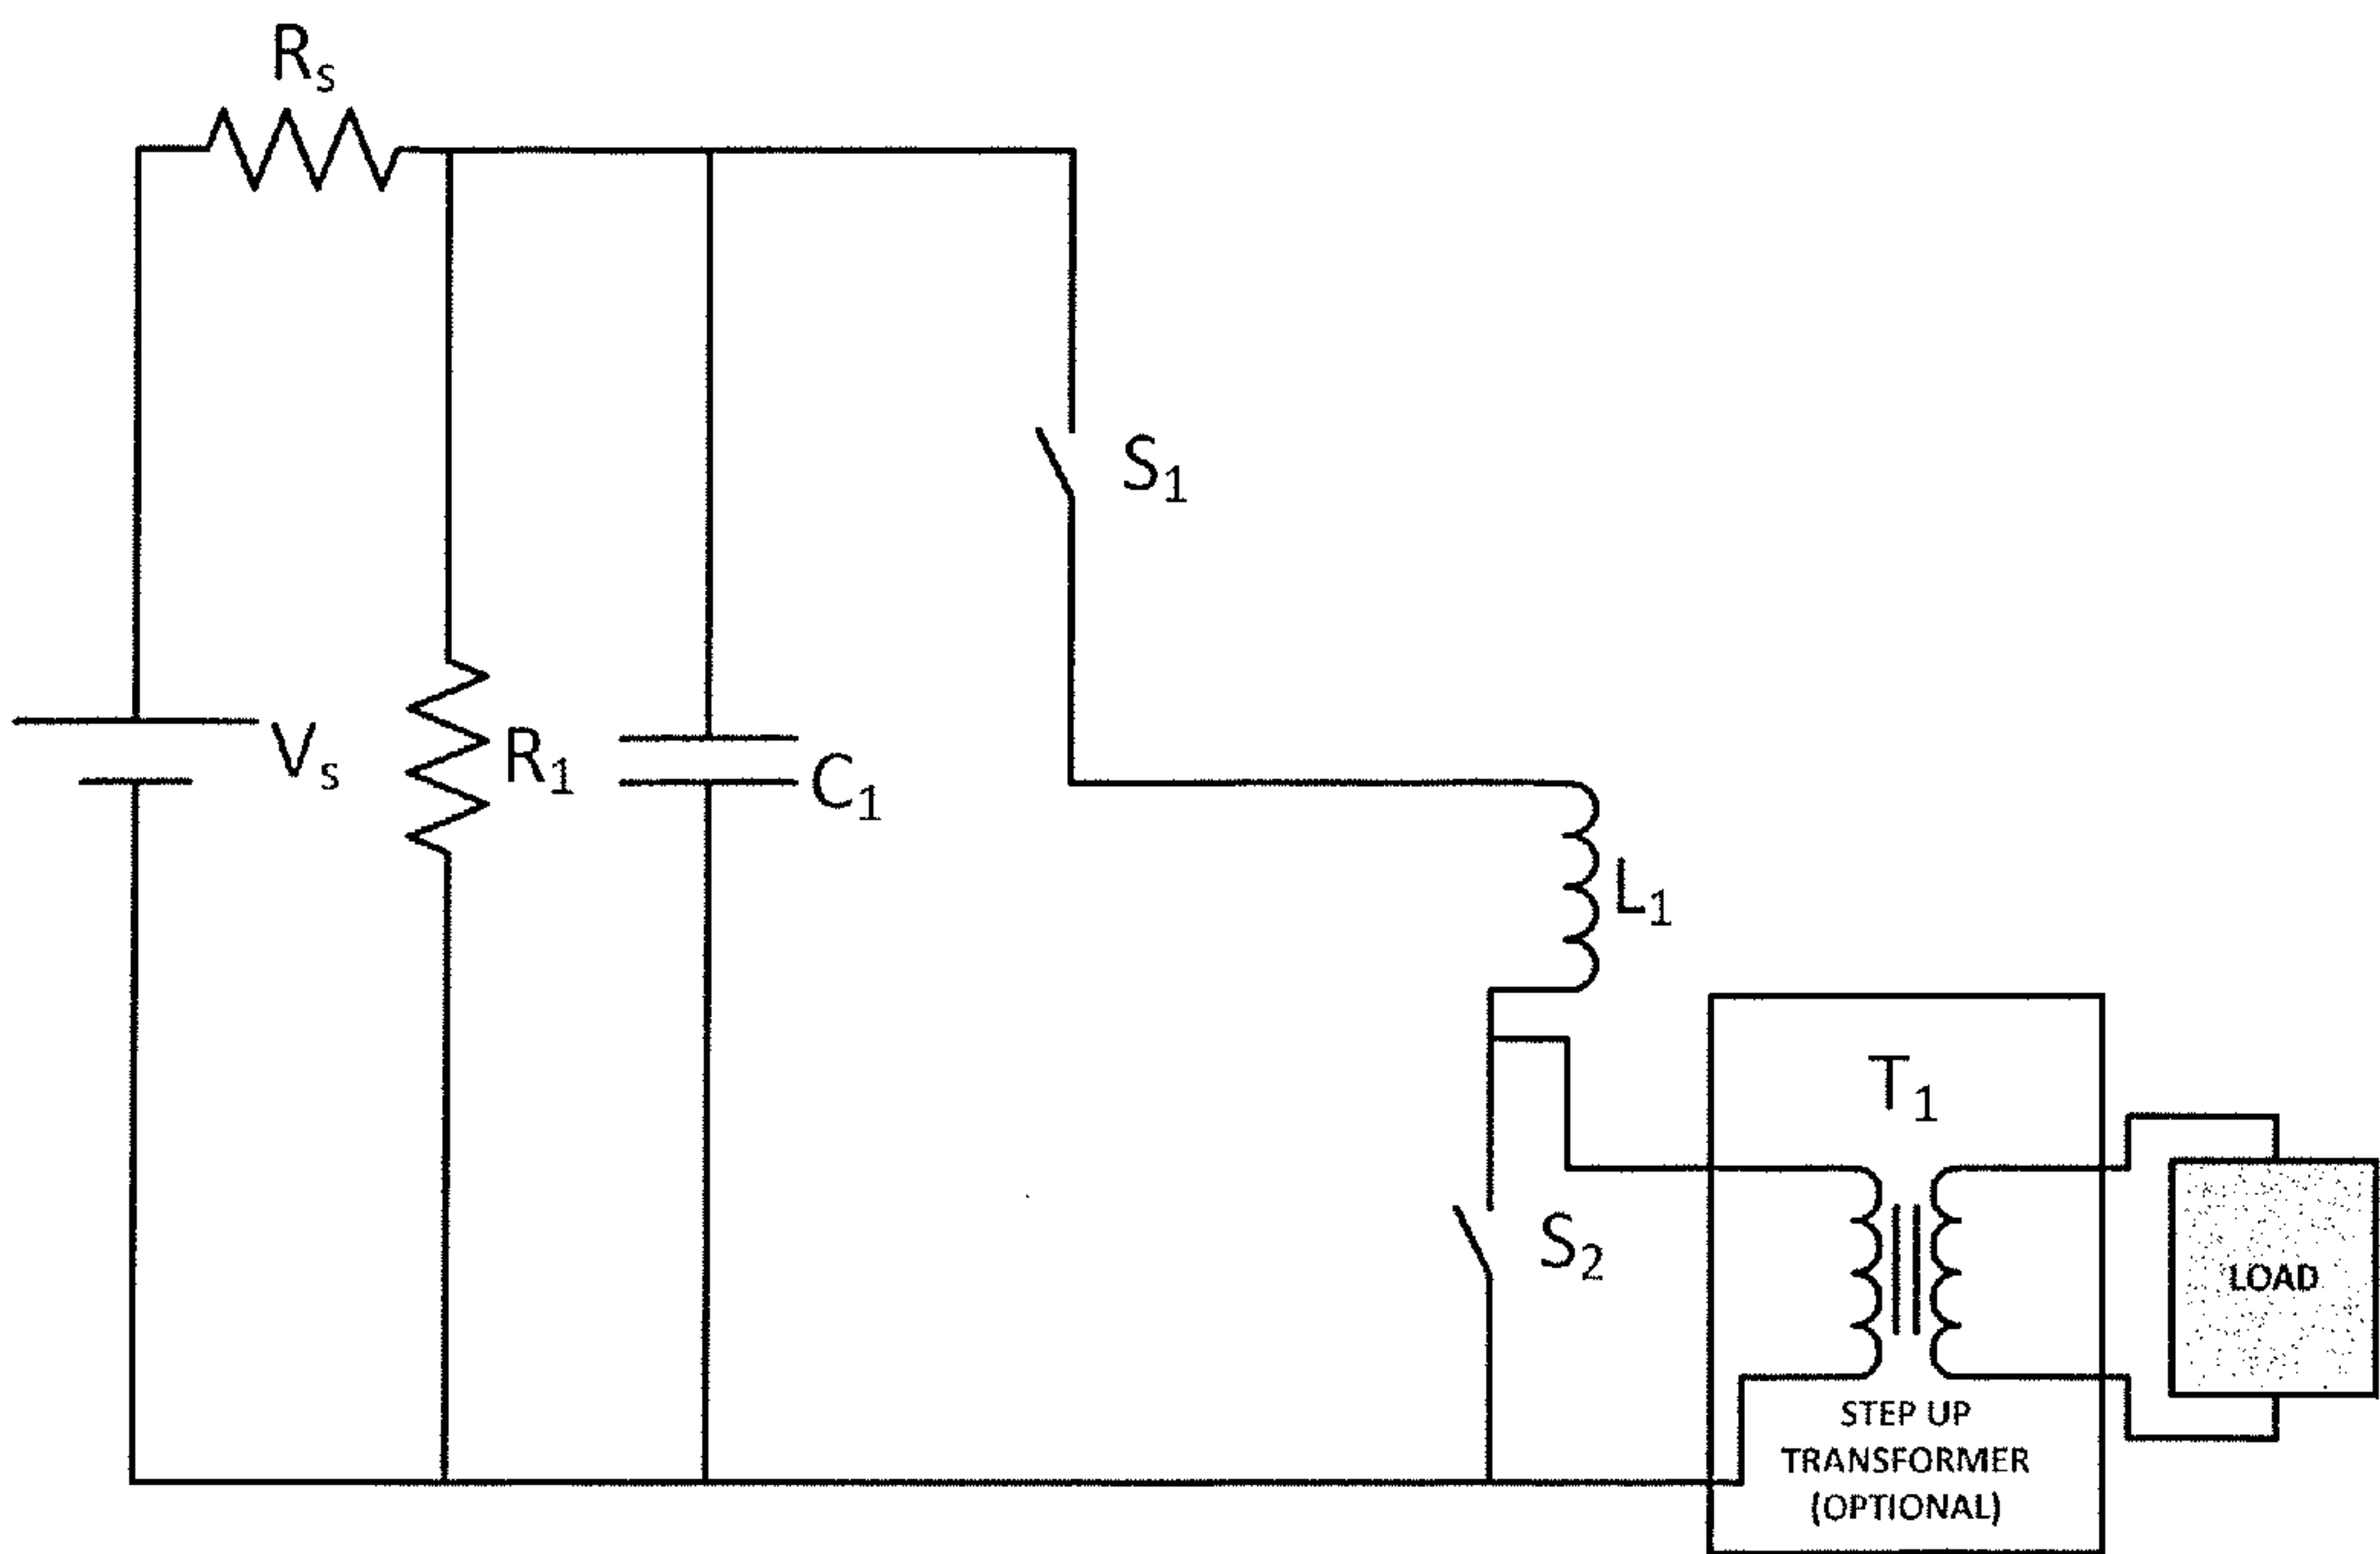 Rs
S1
Vs
R1
C1
L1
T1
S2
LOAD
STEP UP
TRANSFORMER
(OPTIONAL)